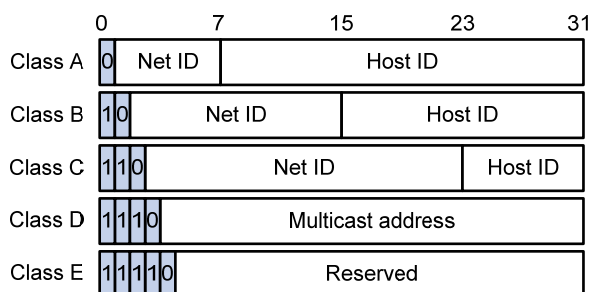 0 7 15 23 31
Class A 0 Net ID Host ID
Class B 1 0 Net ID Host ID
Class C 1 1 0 Net ID Host ID
Class D 1 1 1 0 Multicast address
Class E 1 1 1 1 0 Reserved